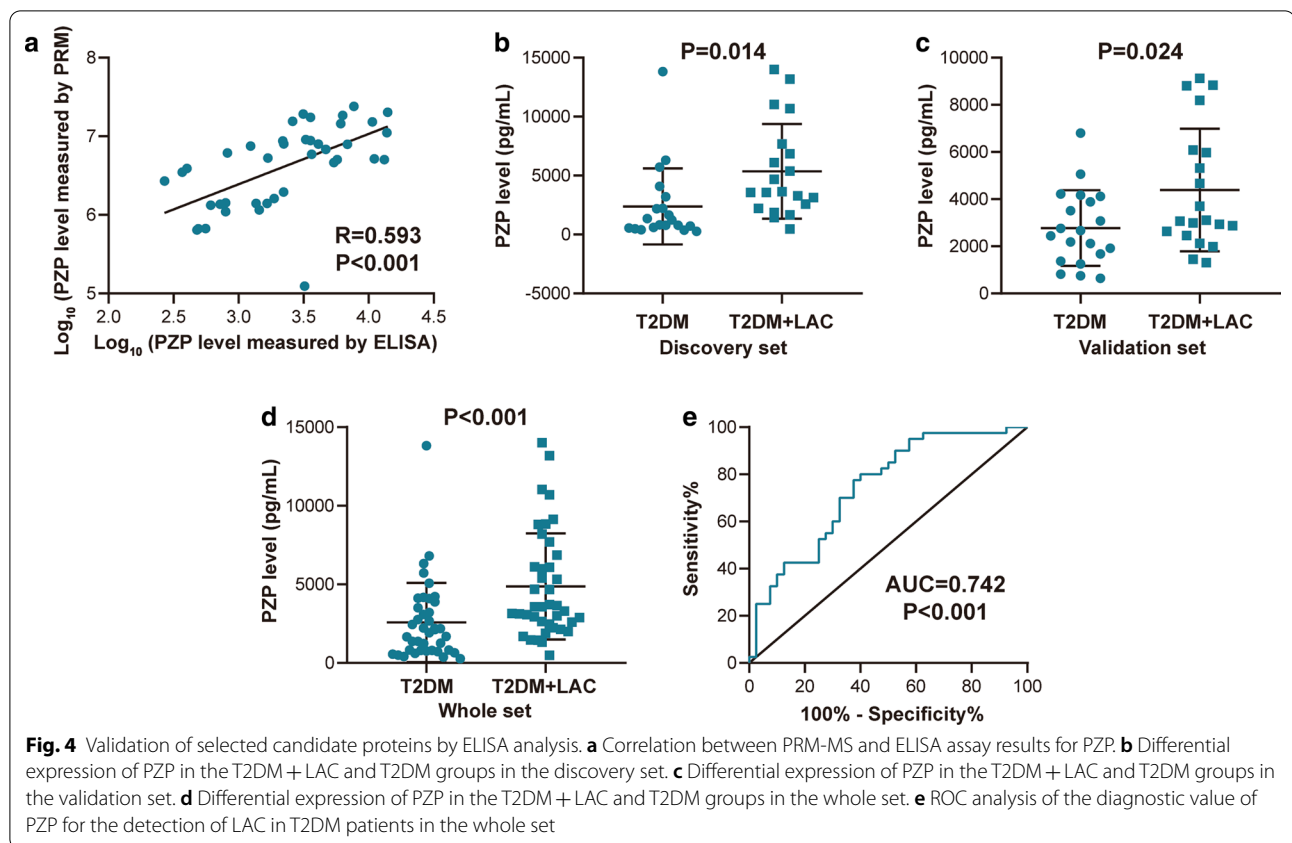 a
Log₁₀ (PZP level measured by PRM)
8
7
6
5
2.0 2.5 3.0 3.5 4.0 4.5
Log₁₀ (PZP level measured by ELISA)
R=0.593
P<0.001
b
P=0.014
PZP level (pg/mL)
15000
10000
5000
0
-5000
T2DM T2DM+LAC
Discovery set
c
P=0.024
PZP level (pg/mL)
10000
8000
6000
4000
2000
0
T2DM T2DM+LAC
Validation set
d
P<0.001
PZP level (pg/mL)
15000
10000
5000
0
T2DM T2DM+LAC
Whole set
e
Sensitivity%
100
80
60
40
20
0
0 20 40 60 80 100
100% - Specificity%
AUC=0.742
P<0.001
Fig. 4 Validation of selected candidate proteins by ELISA analysis. a Correlation between PRM-MS and ELISA assay results for PZP. b Differential
expression of PZP in the T2DM + LAC and T2DM groups in the discovery set. c Differential expression of PZP in the T2DM + LAC and T2DM groups in
the validation set. d Differential expression of PZP in the T2DM + LAC and T2DM groups in the whole set. e ROC analysis of the diagnostic value of
PZP for the detection of LAC in T2DM patients in the whole set